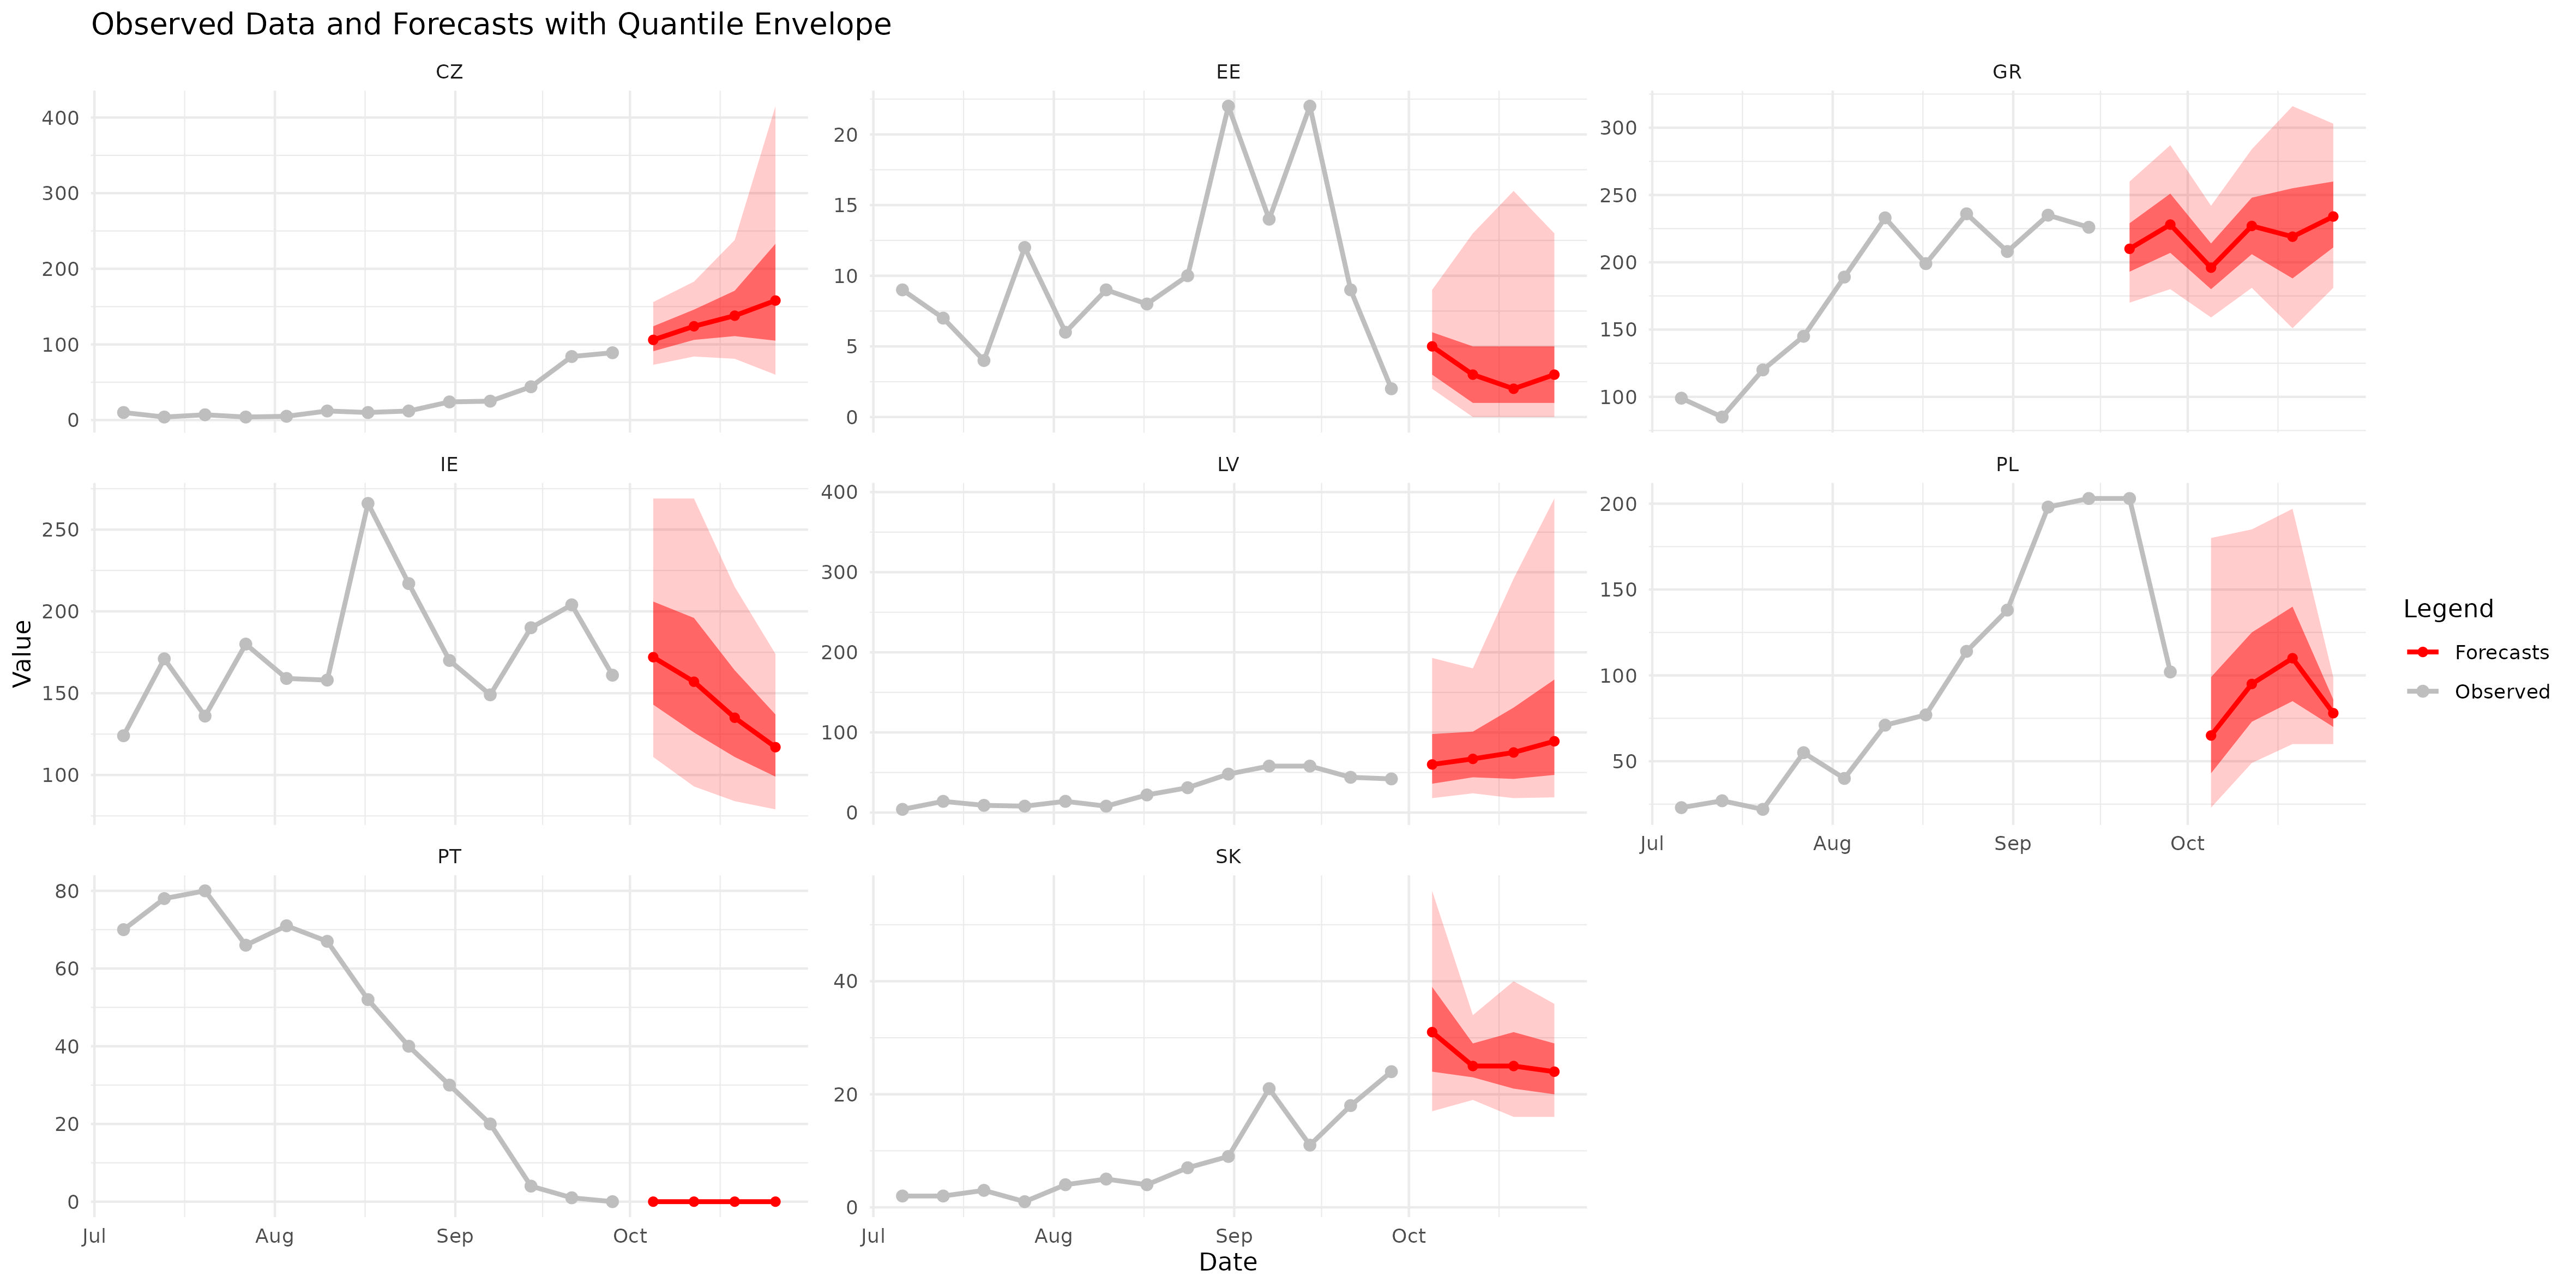 Observed Data and Forecasts with Quantile Envelope
CZ
EE
GR
400
300
200
100
0
20
15
10
5
0
300
250
200
150
100
IE
LV
PL
Value
250
200
150
100
400
300
200
100
0
200
150
100
50
Jul Aug Sep Oct
Legend
Forecasts
Observed
PT
SK
80
60
40
20
0
40
20
0
Jul Aug Sep Oct
Jul Aug Sep Oct
Date